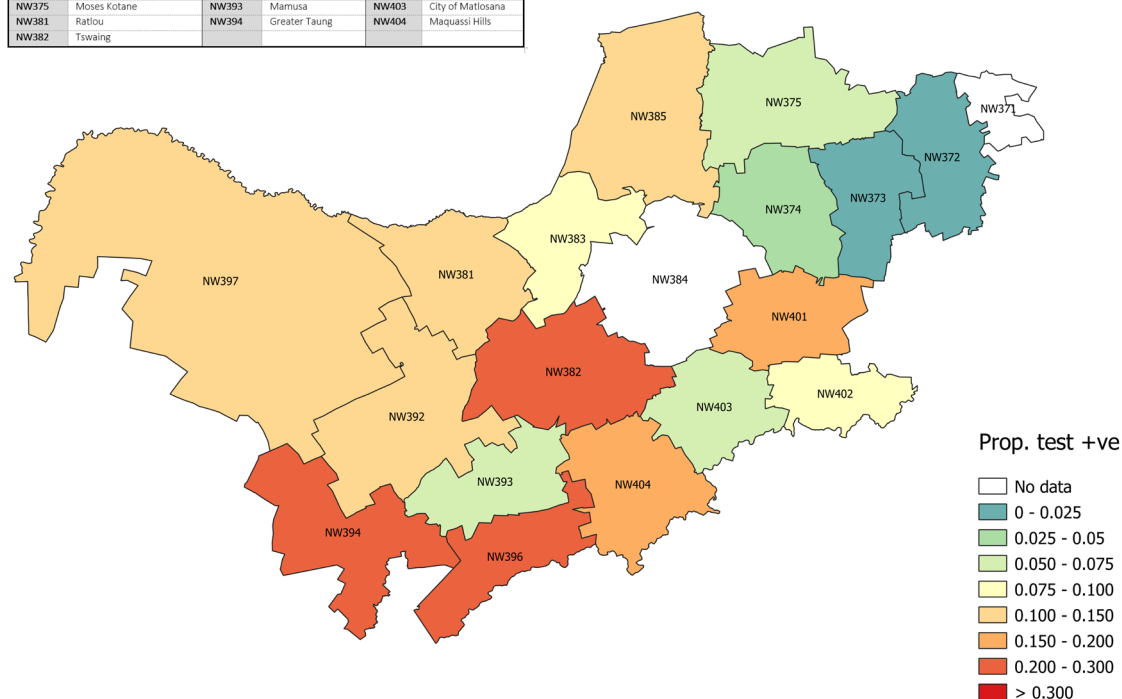 NW375 Moses Kotane NW393 Mamusa NW403 City of Matlosana
NW381 Ratlou NW394 Greater Taung NW404 Maquassi Hills
NW382 Tswaing
NW385
NW375
NW371
NW372
NW373
NW374
NW383
NW381
NW397
NW384
NW401
NW382
NW402
NW403
NW392
NW393
NW404
NW394
NW396
Prop. test +ve
No data
0 - 0.025
0.025 - 0.05
0.050 - 0.075
0.075 - 0.100
0.100 - 0.150
0.150 - 0.200
0.200 - 0.300
> 0.300